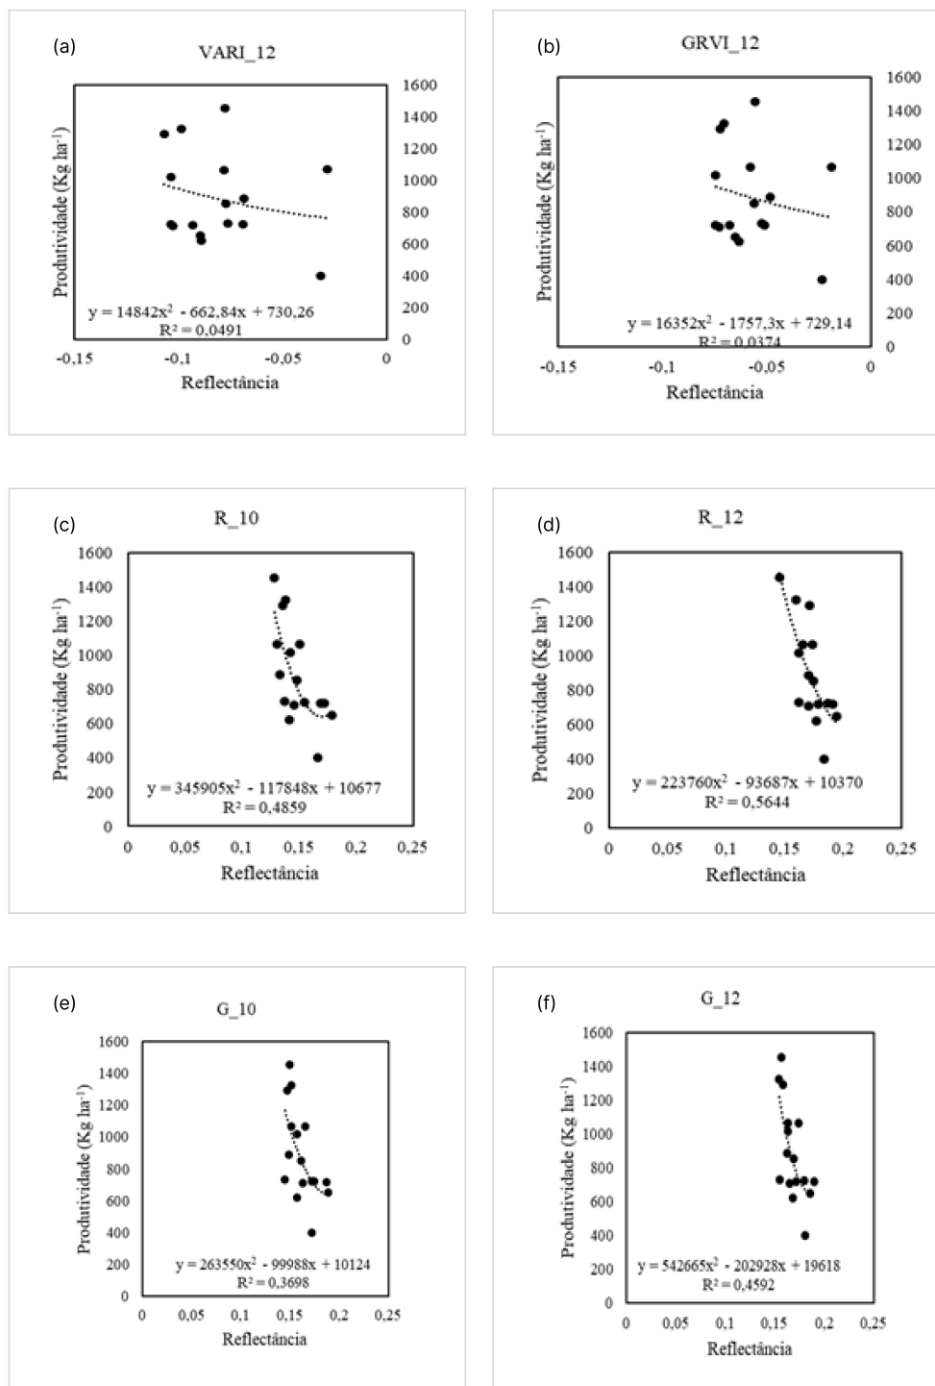 (a)
VARI_12
Produtividade (Kg ha⁻¹)
1600
1400
1200
1000
800
600
400
200
0
y = 14842x² - 662,84x + 730,26
R² = 0,0491
-0,15
-0,1
-0,05
0
Reflectância
(b)
GRVI_12
Produtividade (Kg ha⁻¹)
1600
1400
1200
1000
800
600
400
200
0
y = 16352x² - 1757,3x + 729,14
R² = 0,0374
-0,15
-0,1
-0,05
0
Reflectância
(c)
R_10
Produtividade (Kg ha⁻¹)
1600
1400
1200
1000
800
600
400
200
0
y = 345905x² - 117848x + 10677
R² = 0,4859
0
0,05
0,1
0,15
0,2
0,25
Reflectância
(d)
R_12
Produtividade (Kg ha⁻¹)
1600
1400
1200
1000
800
600
400
200
0
y = 223760x² - 93687x + 10370
R² = 0,5644
0
0,05
0,1
0,15
0,2
0,25
Reflectância
(e)
G_10
Produtividade (Kg ha⁻¹)
1600
1400
1200
1000
800
600
400
200
0
y = 263550x² - 99988x + 10124
R² = 0,3698
0
0,05
0,1
0,15
0,2
0,25
Reflectância
(f)
G_12
Produtividade (Kg ha⁻¹)
1600
1400
1200
1000
800
600
400
200
0
y = 542665x² - 202928x + 19618
R² = 0,4592
0
0,05
0,1
0,15
0,2
0,25
Reflectância